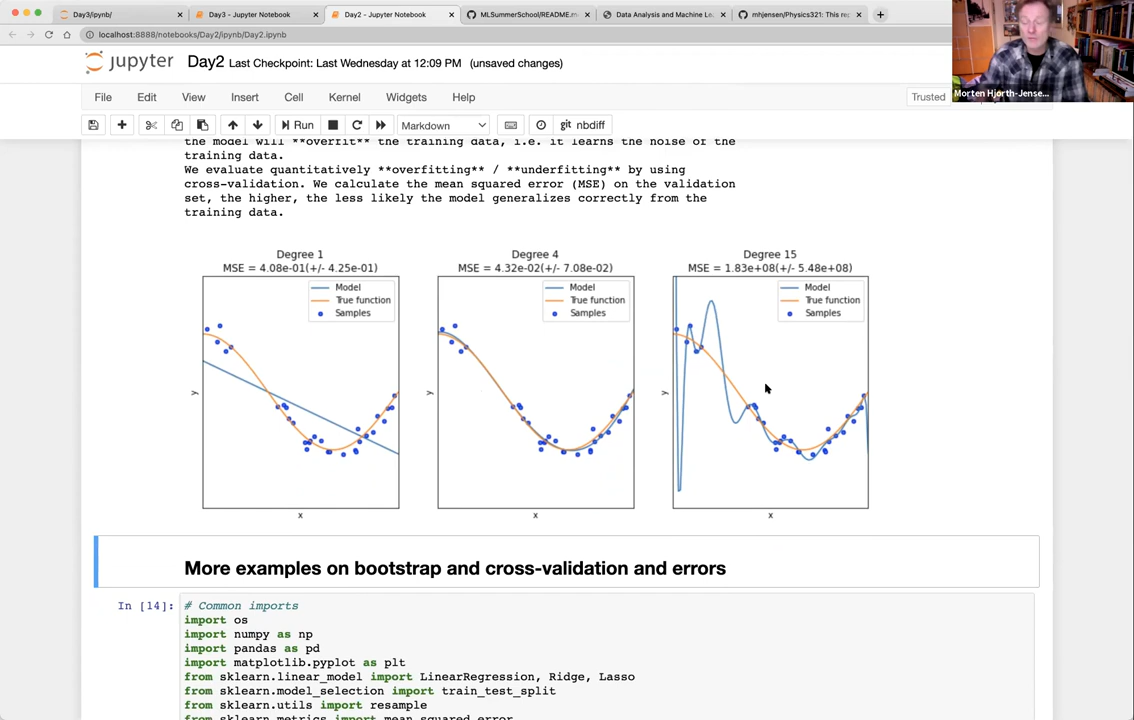 Day3/ipynb/
Day3 - Jupyter Notebook
Day2 - Jupyter Notebook
MLSummerSchool/README.m
Data Analysis and Machine Le
mhjensen/Physics321: This re
localhost:8888/notebooks/Day2/ipynb/Day2.ipynb
Morten Hjorth-Jense...
jupyter Day2 Last Checkpoint: Last Wednesday at 12:09 PM (unsaved changes)
File Edit View Insert Cell Kernel Widgets Help
Trusted
Run Markdown git nbdiff
the model will **overfit** the training data, i.e. it learns the noise of the
training data.
We evaluate quantitatively **overfitting** / **underfitting** by using
cross-validation. We calculate the mean squared error (MSE) on the validation
set, the higher, the less likely the model generalizes correctly from the
training data.
Degree 1
MSE = 4.08e-01(+/- 4.25e-01)
Model
True function
Samples
y
x
Degree 4
MSE = 4.32e-02(+/- 7.08e-02)
Model
True function
Samples
y
x
Degree 15
MSE = 1.83e+08(+/- 5.48e+08)
Model
True function
Samples
y
x
More examples on bootstrap and cross-validation and errors
In [14]:
# Common imports
import os
import numpy as np
import pandas as pd
import matplotlib.pyplot as plt
from sklearn.linear_model import LinearRegression, Ridge, Lasso
from sklearn.model_selection import train_test_split
from sklearn.utils import resample
from sklearn.metrics import mean_squared_error